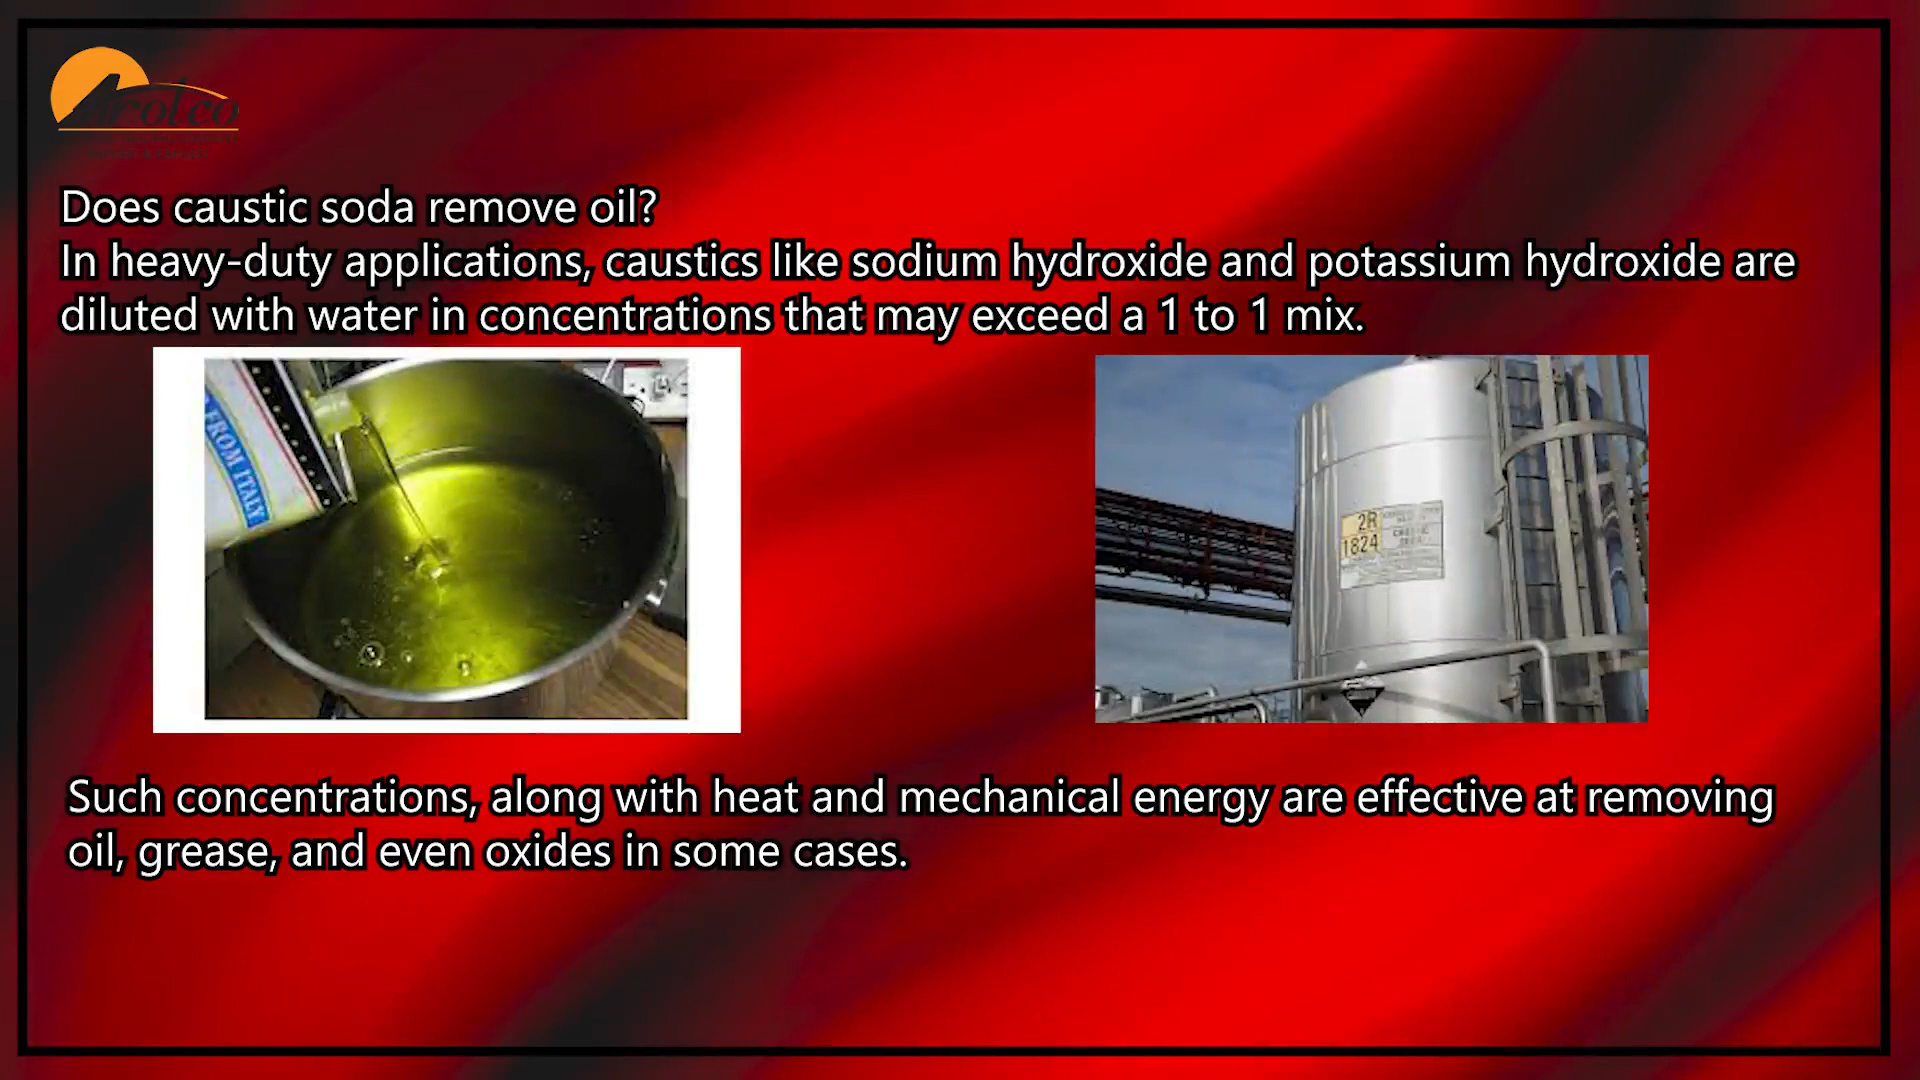 Does caustic soda remove oil?
In heavy-duty applications, caustics like sodium hydroxide and potassium hydroxide are
diluted with water in concentrations that may exceed a 1 to 1 mix.
FROM ITALY
2R
1824
Such concentrations, along with heat and mechanical energy are effective at removing
oil, grease, and even oxides in some cases.